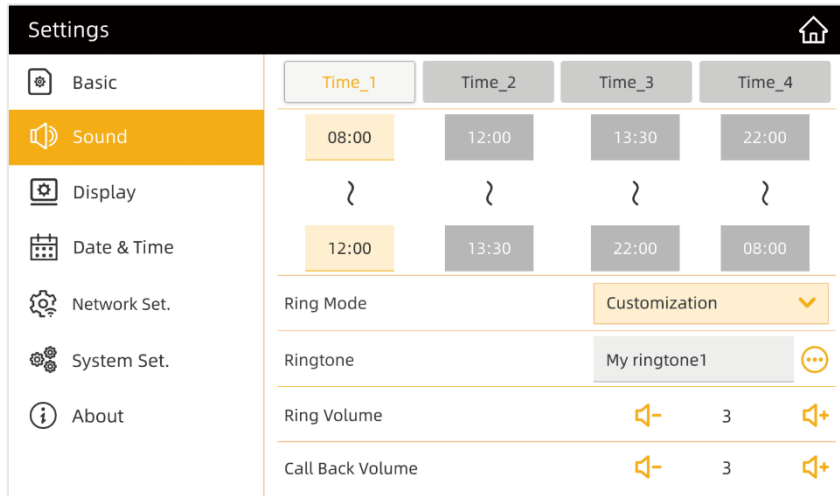 Settings
Basic
Sound
Display
Date & Time
Network Set.
System Set.
About
Time_1 Time_2 Time_3 Time_4
08:00 12:00 13:30 22:00
12:00 13:30 22:00 08:00
Ring Mode Customization
Ringtone My ringtone1
Ring Volume 3
Call Back Volume 3